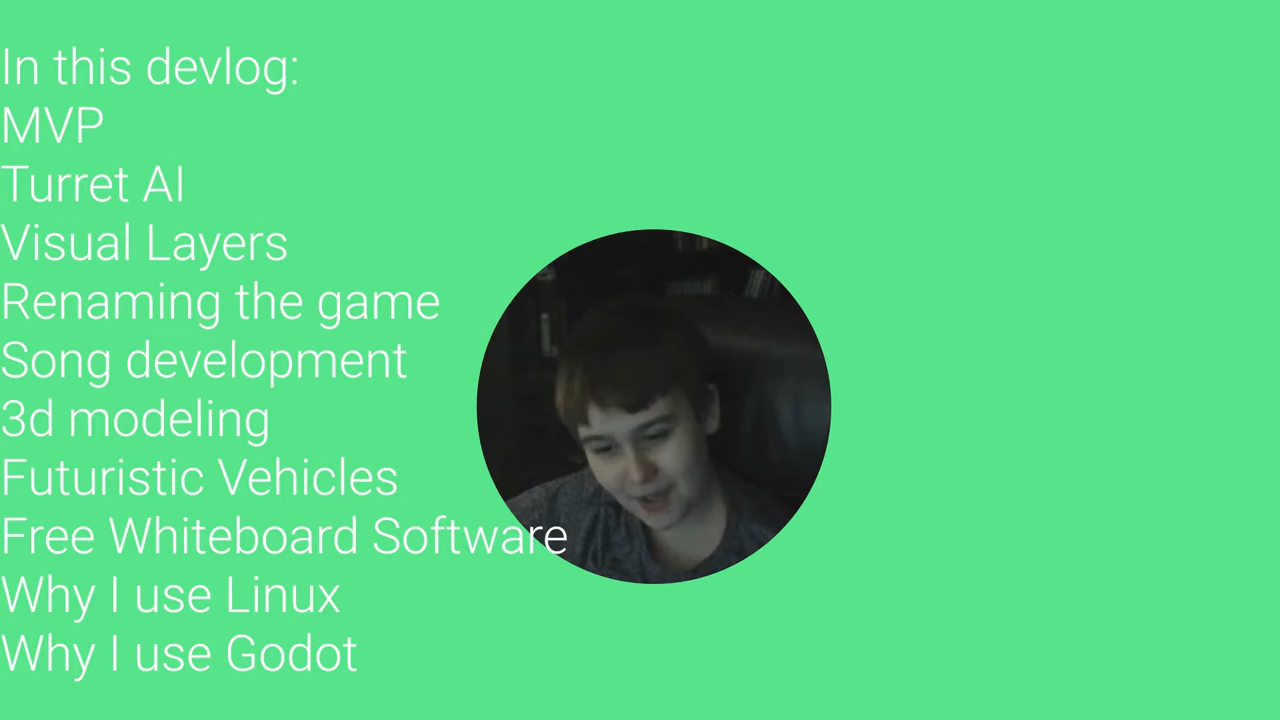 In this devlog:
MVP
Turret AI
Visual Layers
Renaming the game
Song development
3d modeling
Futuristic Vehicles
Free Whiteboard Software
Why I use Linux
Why I use Godot